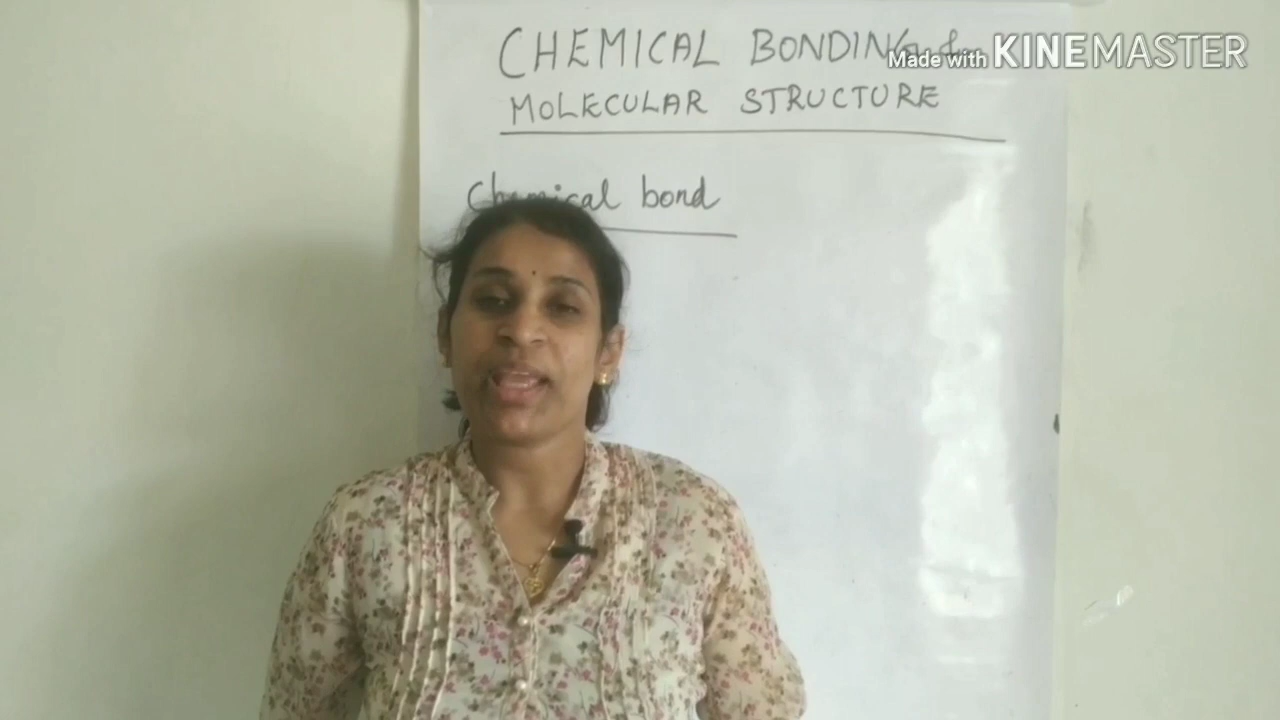 CHEMICAL BONDING &
Made with KINEMASTER
MOLECULAR STRUCTURE
Chemical bond